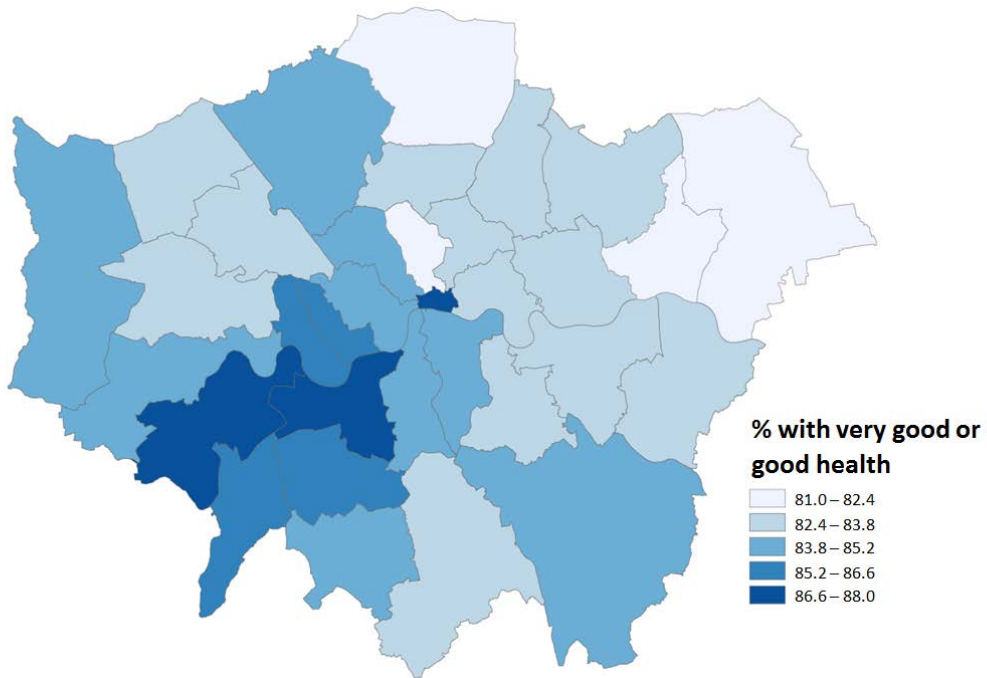 % with very good or
good health
81.0 – 82.4
82.4 – 83.8
83.8 – 85.2
85.2 – 86.6
86.6 – 88.0